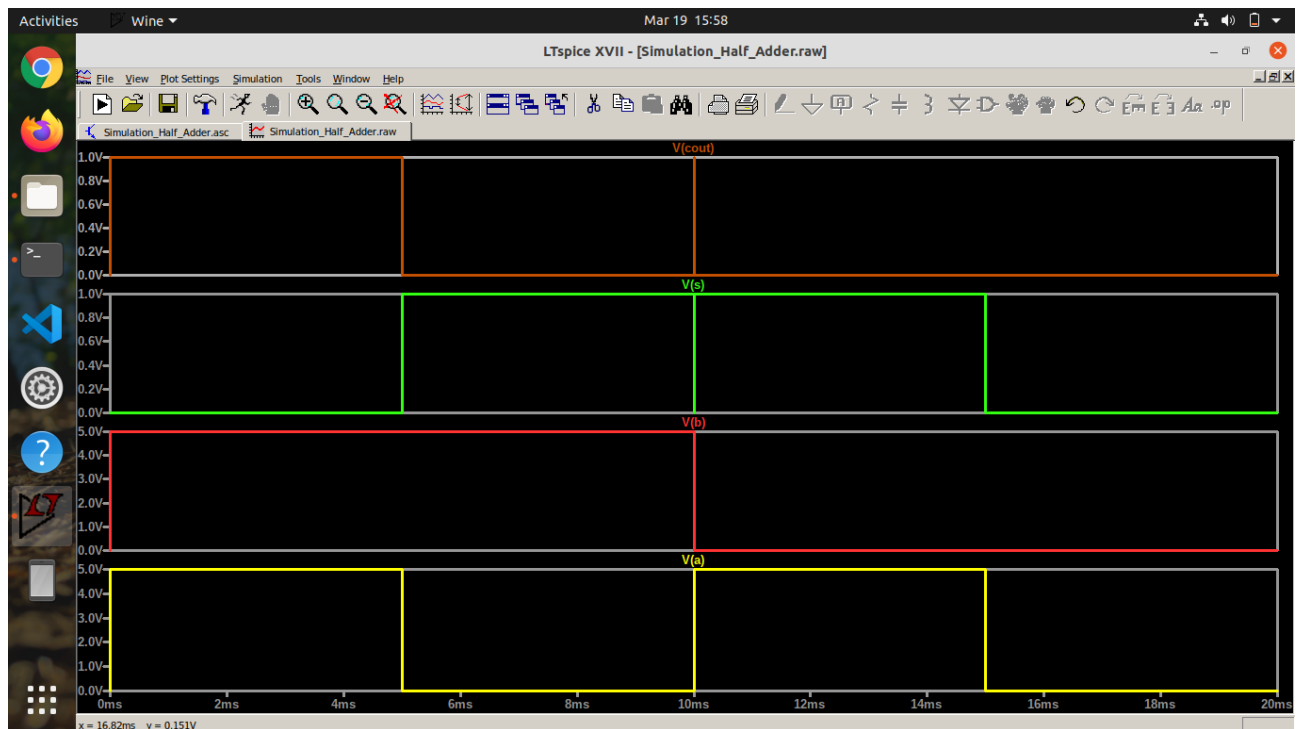 Activities Wine Mar 19 15:58
LTspice XVII - [Simulation_Half_Adder.raw]
File View Plot Settings Simulation Tools Window Help
Simulation_Half_Adder.asc Simulation_Half_Adder.raw
V(cout)
1.0V
0.8V
0.6V
0.4V
0.2V
0.0V
V(s)
1.0V
0.8V
0.6V
0.4V
0.2V
0.0V
V(b)
5.0V
4.0V
3.0V
2.0V
1.0V
0.0V
V(a)
5.0V
4.0V
3.0V
2.0V
1.0V
0.0V
0ms 2ms 4ms 6ms 8ms 10ms 12ms 14ms 16ms 18ms 20ms
x = 16.82ms y = 0.151V